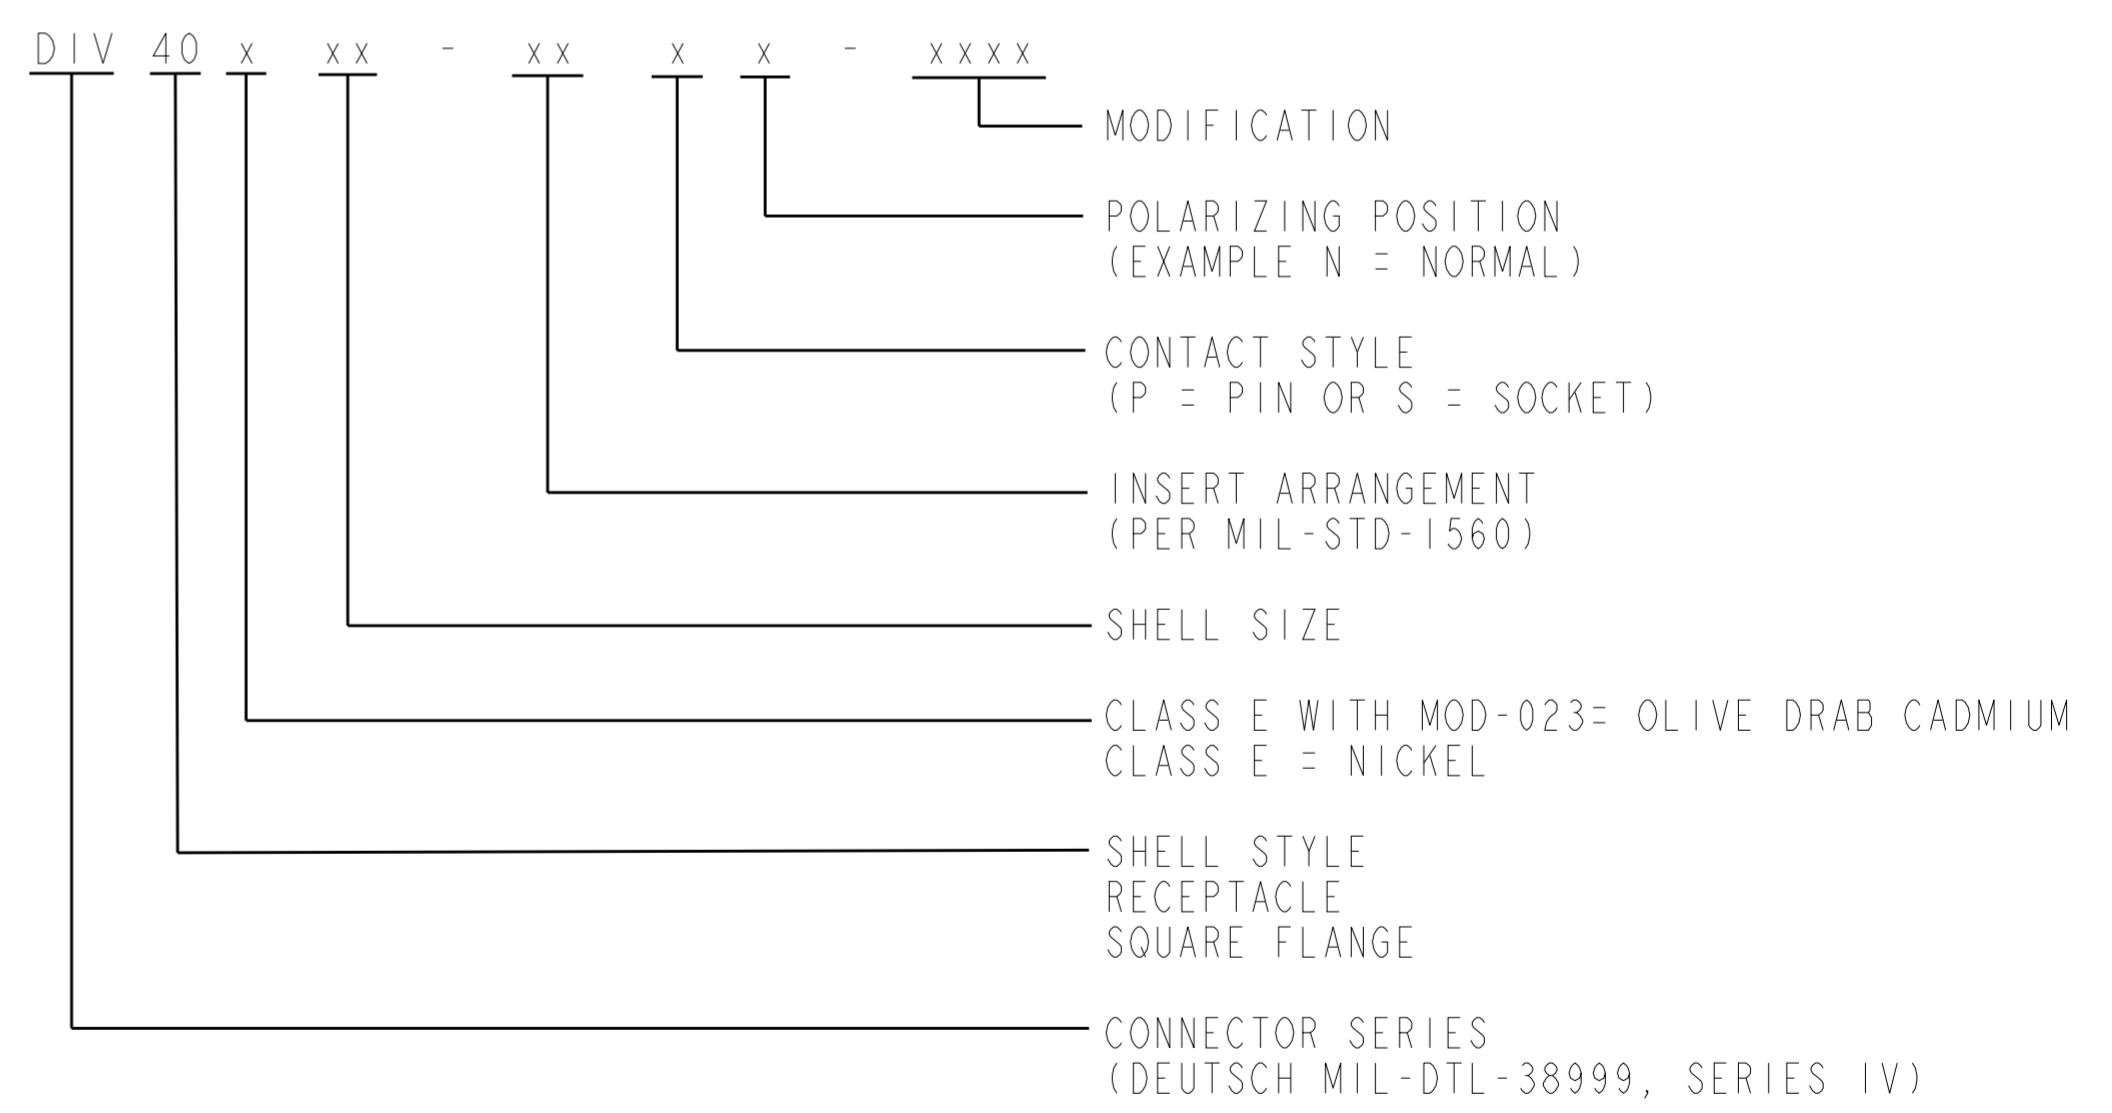 DIV 40 x xx - xx x x - xxxx
MODIFICATION
POLARIZING POSITION
(EXAMPLE N = NORMAL)
CONTACT STYLE
(P = PIN OR S = SOCKET)
INSERT ARRANGEMENT
(PER MIL-STD-1560)
SHELL SIZE
CLASS E WITH MOD-023= OLIVE DRAB CADMIUM
CLASS E = NICKEL
SHELL STYLE
RECEPTACLE
SQUARE FLANGE
CONNECTOR SERIES
(DEUTSCH MIL-DTL-38999, SERIES IV)